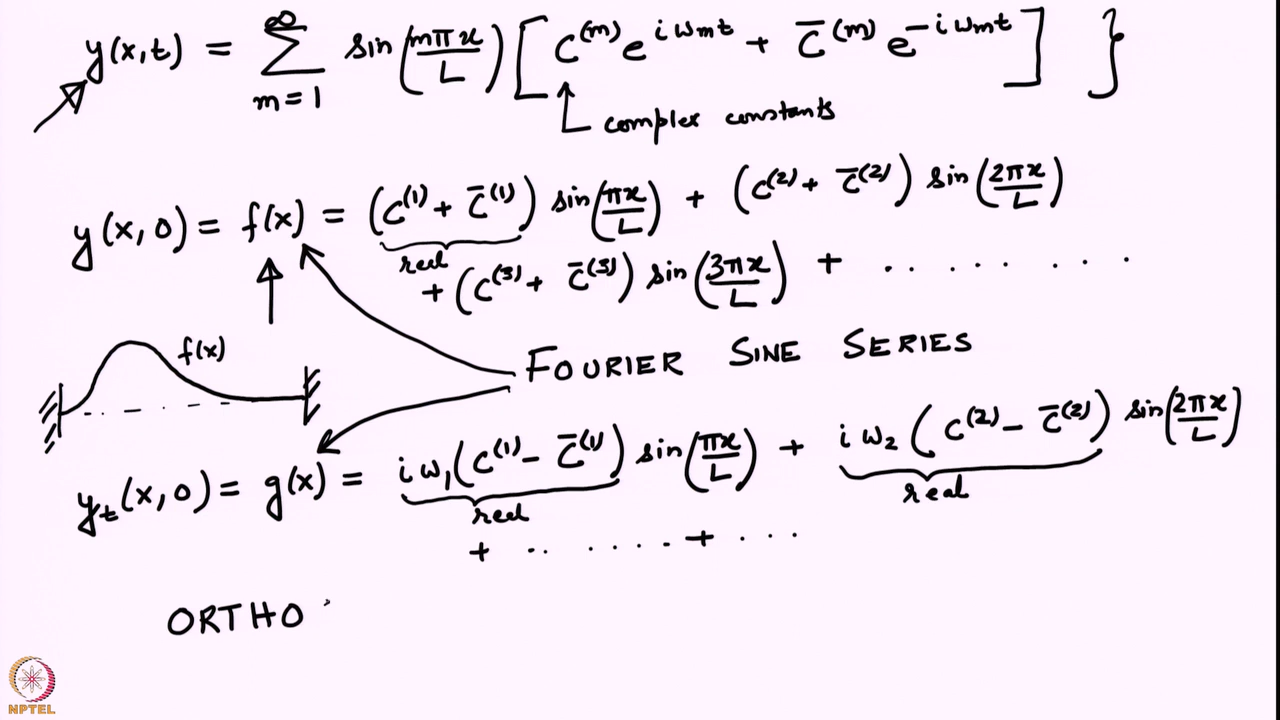 y(x,t) = ∑_{m=1}^{∞} sin(mπx/L) [ C^{(m)} e^{iω_m t} + C̄^{(m)} e^{-iω_m t} ] }
complex constants
y(x,0) = f(x) = (C^{(1)} + C̄^{(1)}) sin(πx/L) + (C^{(2)} + C̄^{(2)}) sin(2πx/L)
real
+ (C^{(3)} + C̄^{(3)}) sin(3πx/L) + . . . . . . . . .
f(x)
FOURIER SINE SERIES
y_t(x,0) = g(x) = iω_1(C^{(1)} - C̄^{(1)}) sin(πx/L) + iω_2(C^{(2)} - C̄^{(2)}) sin(2πx/L)
real real
+ .. . . . . . + . . .
ORTHO
NPTEL